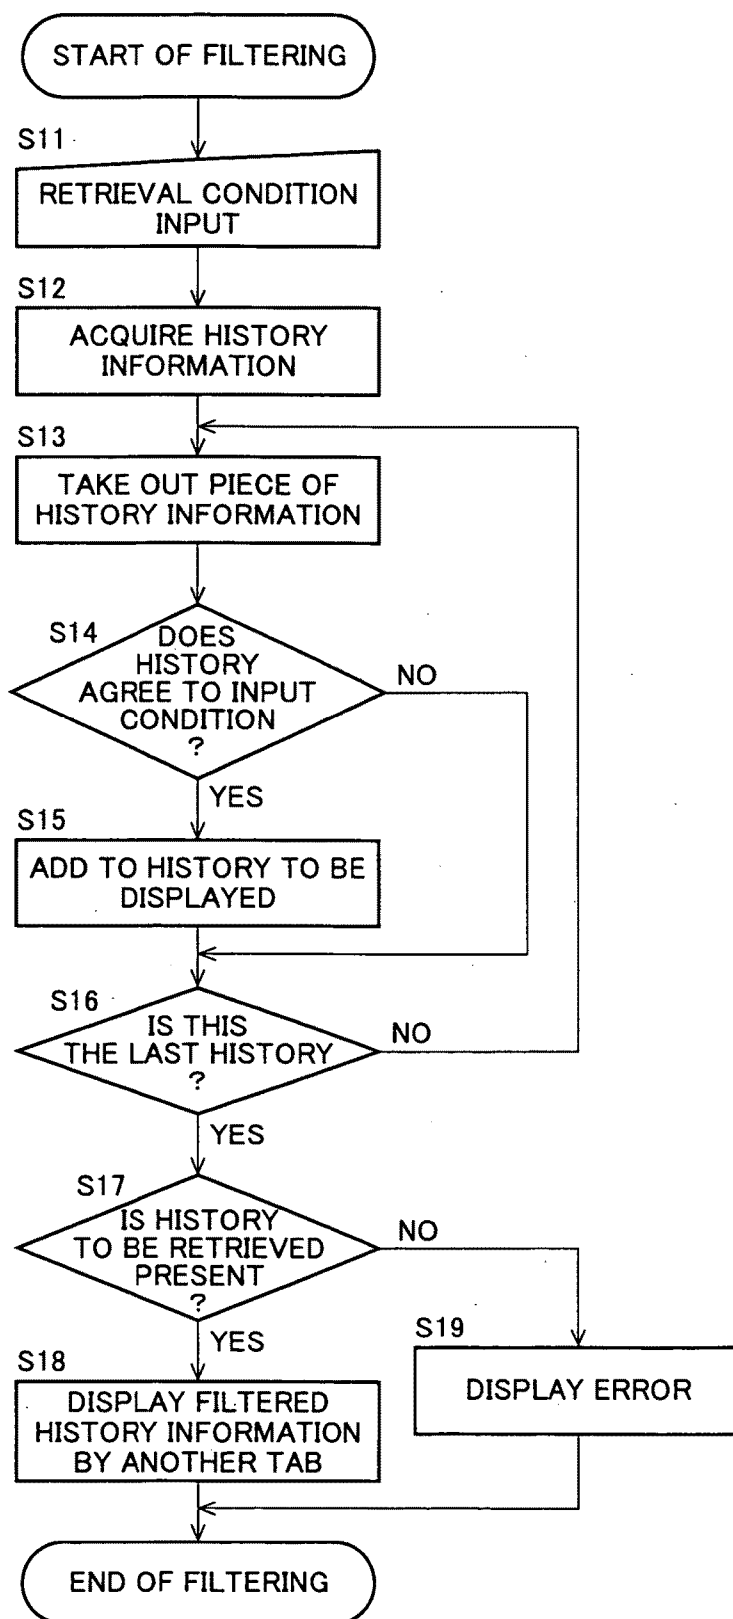 START OF FILTERING
S11
RETRIEVAL CONDITION
INPUT
S12
ACQUIRE HISTORY
INFORMATION
S13
TAKE OUT PIECE OF
HISTORY INFORMATION
S14
DOES
HISTORY
AGREE TO INPUT
CONDITION
?
NO
YES
S15
ADD TO HISTORY TO BE
DISPLAYED
S16
IS THIS
THE LAST HISTORY
?
NO
YES
S17
IS HISTORY
TO BE RETRIEVED
PRESENT
?
NO
YES
S18
DISPLAY FILTERED
HISTORY INFORMATION
BY ANOTHER TAB
S19
DISPLAY ERROR
END OF FILTERING